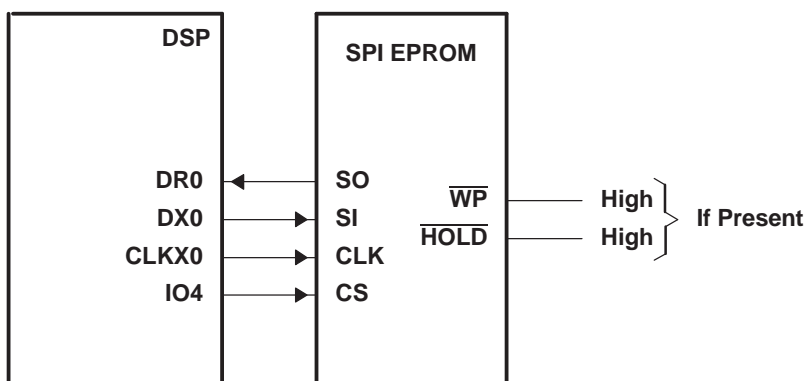 DSP
SPI EPROM
DR0
SO
DX0
SI
CLKX0
CLK
IO4
CS
WP
High
HOLD
High
If Present